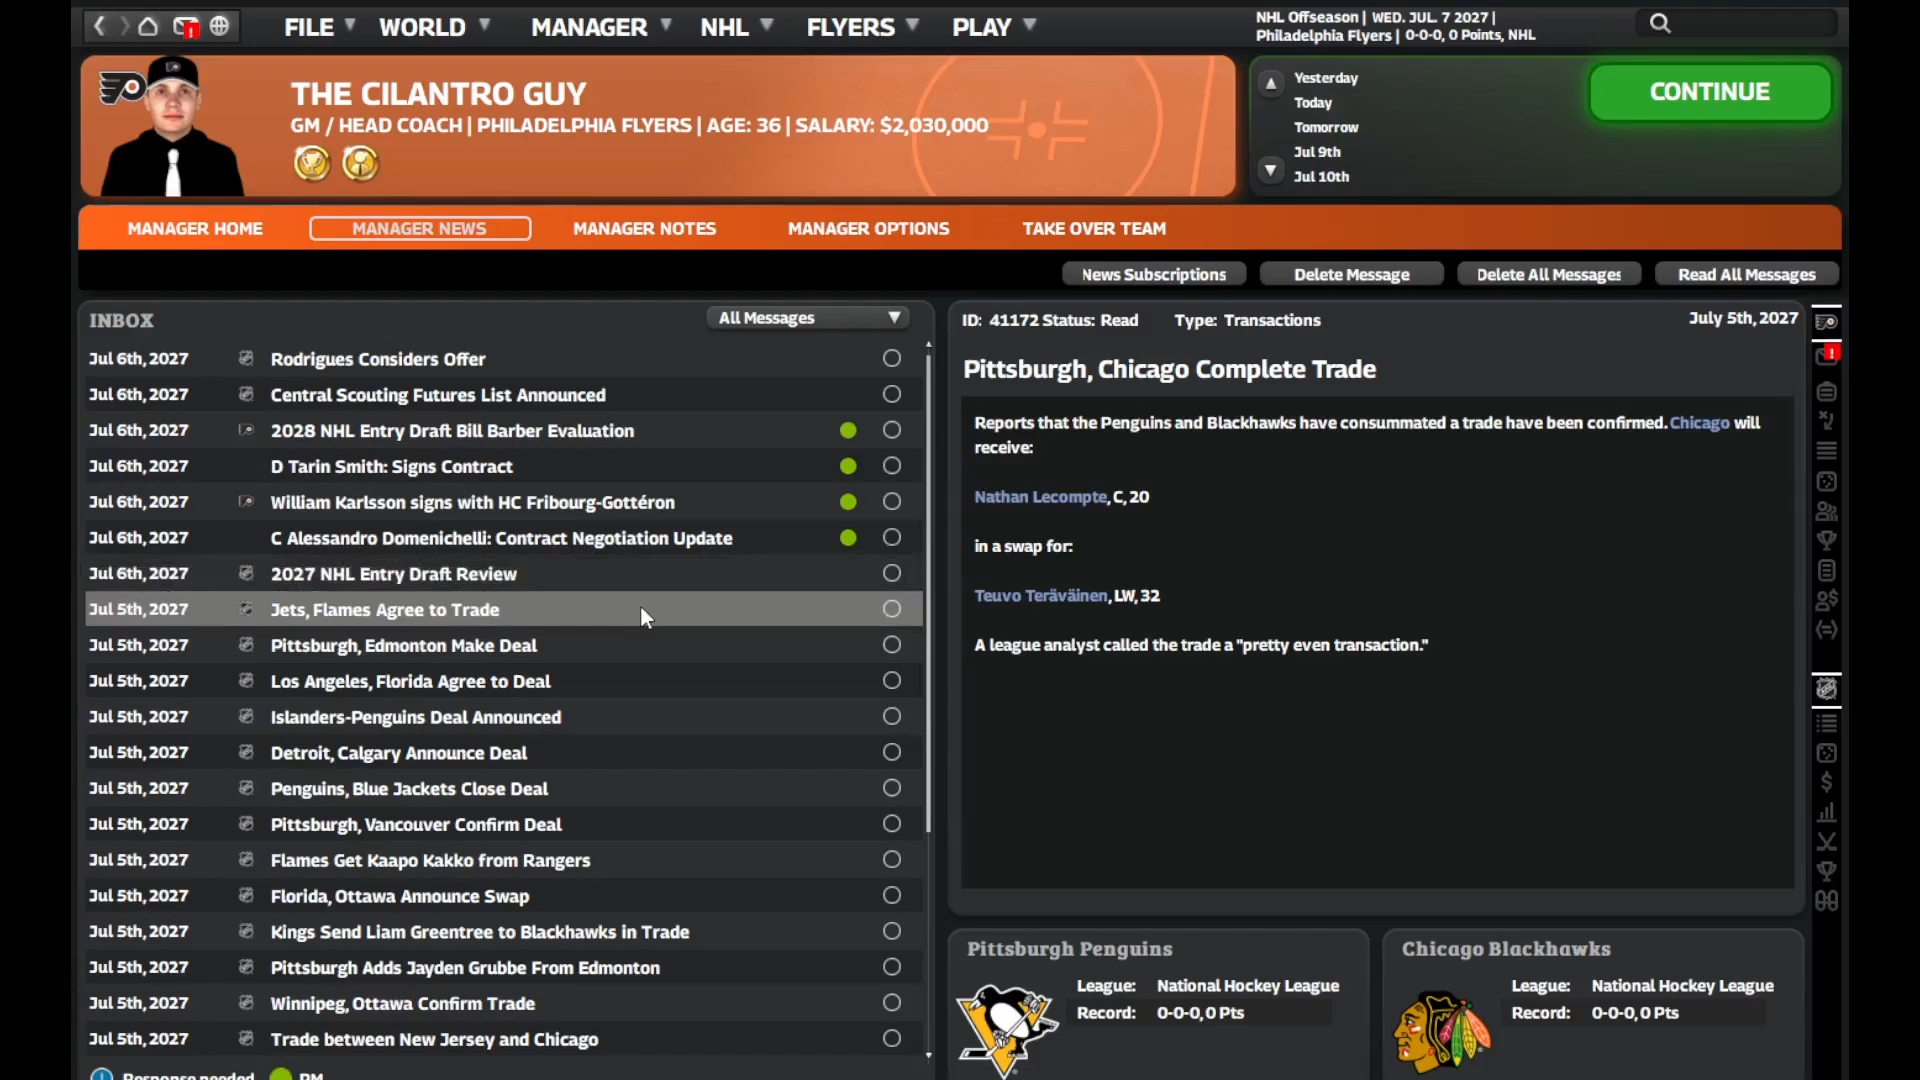 FILE WORLD MANAGER NHL FLYERS PLAY
NHL Offseason | WED. JUL. 7 2027 |
Philadelphia Flyers | 0-0-0, 0 Points, NHL
THE CILANTRO GUY
GM / HEAD COACH | PHILADELPHIA FLYERS | AGE: 36 | SALARY: $2,030,000
Yesterday
Today
Tomorrow
Jul 9th
Jul 10th
CONTINUE
MANAGER HOME MANAGER NEWS MANAGER NOTES MANAGER OPTIONS TAKE OVER TEAM
News Subscriptions Delete Message Delete All Messages Read All Messages
INBOX All Messages
Jul 6th, 2027 Rodrigues Considers Offer
Jul 6th, 2027 Central Scouting Futures List Announced
Jul 6th, 2027 2028 NHL Entry Draft Bill Barber Evaluation
Jul 6th, 2027 D Tarin Smith: Signs Contract
Jul 6th, 2027 William Karlsson signs with HC Fribourg-Gottéron
Jul 6th, 2027 C Alessandro Domenichelli: Contract Negotiation Update
Jul 6th, 2027 2027 NHL Entry Draft Review
Jul 5th, 2027 Jets, Flames Agree to Trade
Jul 5th, 2027 Pittsburgh, Edmonton Make Deal
Jul 5th, 2027 Los Angeles, Florida Agree to Deal
Jul 5th, 2027 Islanders-Penguins Deal Announced
Jul 5th, 2027 Detroit, Calgary Announce Deal
Jul 5th, 2027 Penguins, Blue Jackets Close Deal
Jul 5th, 2027 Pittsburgh, Vancouver Confirm Deal
Jul 5th, 2027 Flames Get Kaapo Kakko from Rangers
Jul 5th, 2027 Florida, Ottawa Announce Swap
Jul 5th, 2027 Kings Send Liam Greentree to Blackhawks in Trade
Jul 5th, 2027 Pittsburgh Adds Jayden Grubbe From Edmonton
Jul 5th, 2027 Winnipeg, Ottawa Confirm Trade
Jul 5th, 2027 Trade between New Jersey and Chicago
Response needed PM
ID: 41172 Status: Read Type: Transactions July 5th, 2027
Pittsburgh, Chicago Complete Trade
Reports that the Penguins and Blackhawks have consummated a trade have been confirmed. Chicago will
receive:
Nathan Lecompte, C, 20
in a swap for:
Teuvo Teräväinen, LW, 32
A league analyst called the trade a "pretty even transaction."
Pittsburgh Penguins
League: National Hockey League
Record: 0-0-0, 0 Pts
Chicago Blackhawks
League: National Hockey League
Record: 0-0-0, 0 Pts